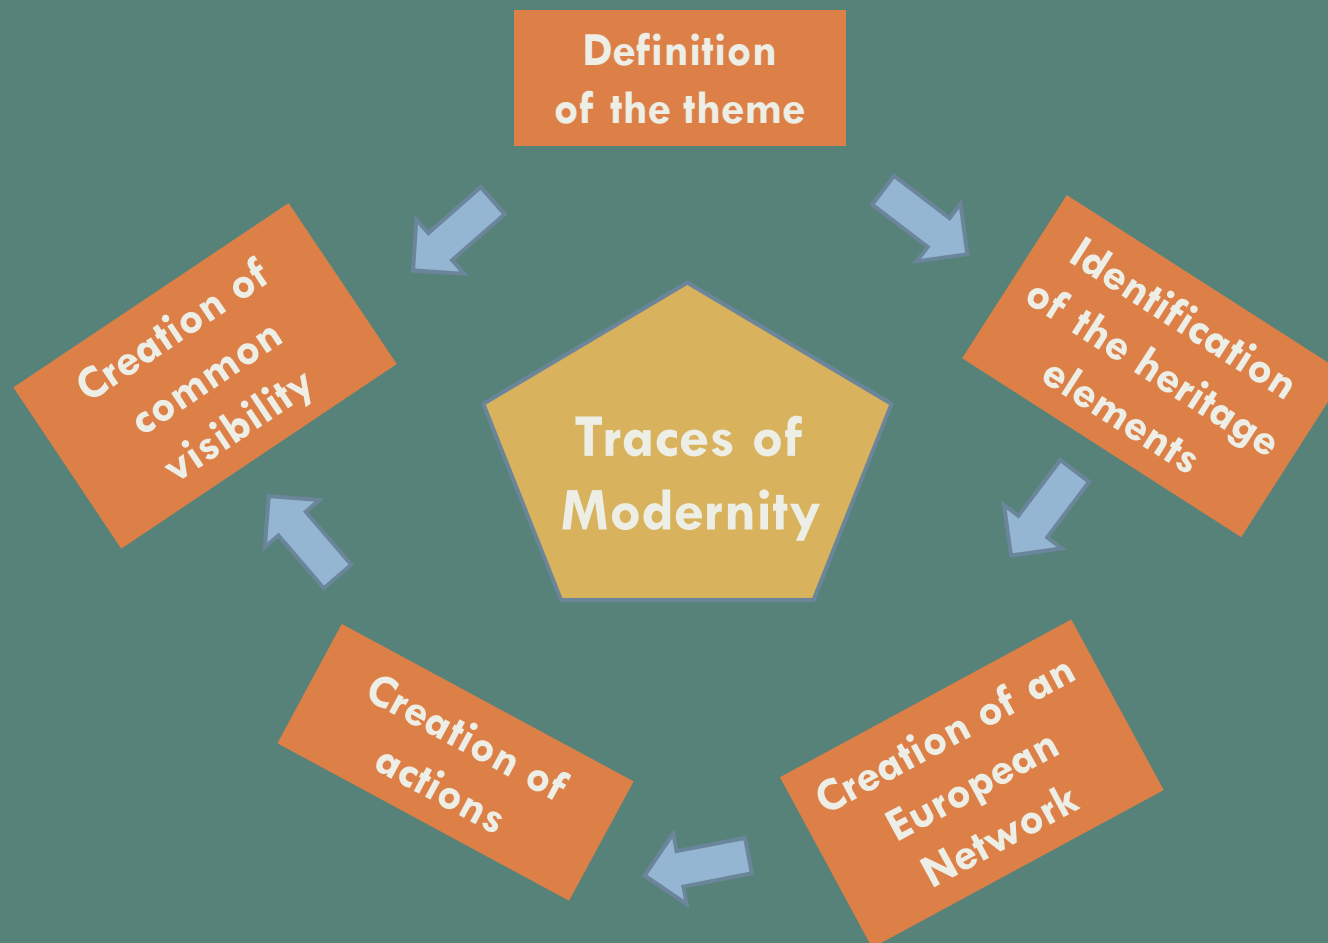 Definition
of the theme
Identification
of the heritage
elements
Creation of an
European
Network
Creation of
actions
Creation of
common
visibility
Traces of
Modernity